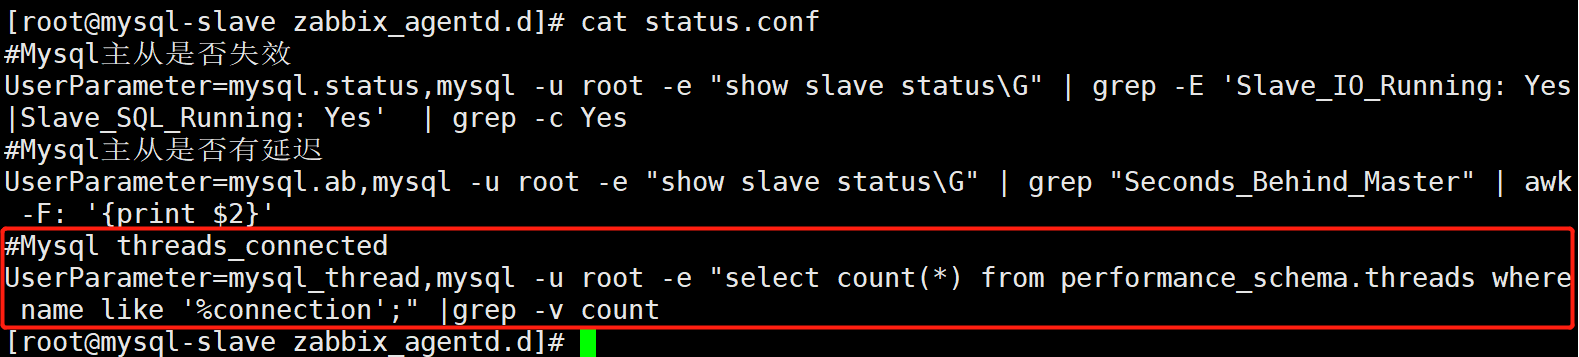 [root@mysql-slave zabbix_agentd.d]# cat status.conf
#Mysql主从是否失效
UserParameter=mysql.status,mysql -u root -e "show slave status\G" | grep -E 'Slave_IO_Running: Yes
|Slave_SQL_Running: Yes'  | grep -c Yes
#Mysql主从是否有延迟
UserParameter=mysql.ab,mysql -u root -e "show slave status\G" | grep "Seconds_Behind_Master" | awk
 -F: '{print $2}'
#Mysql threads_connected
UserParameter=mysql_thread,mysql -u root -e "select count(*) from performance_schema.threads where
 name like '%connection';" |grep -v count
[root@mysql-slave zabbix_agentd.d]#